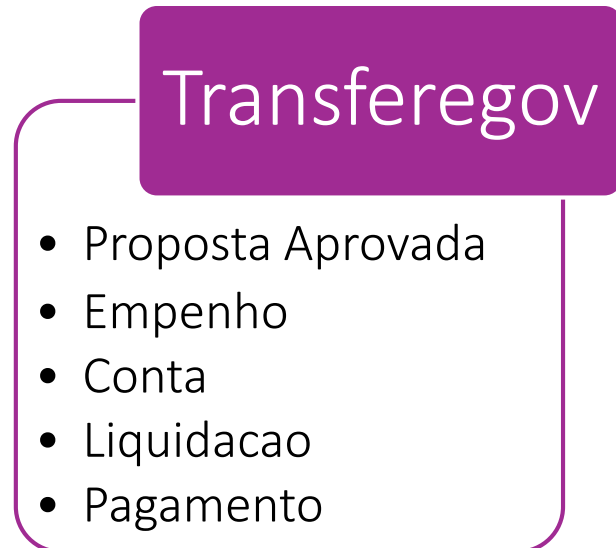 Transferegov
• Proposta Aprovada
• Empenho
• Conta
• Liquidacao
• Pagamento